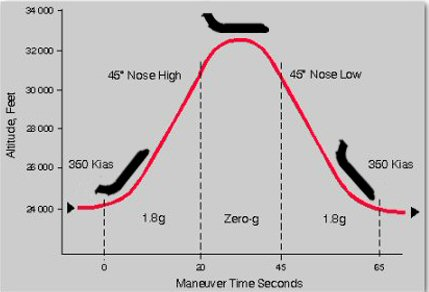 34 000
32 000
30 000
28 000
26 000
24 000
Altitude, Feet
45° Nose High
45° Nose Low
350 Kias
350 Kias
1.8g
Zero-g
1.8g
0
20
45
65
Maneuver Time Seconds